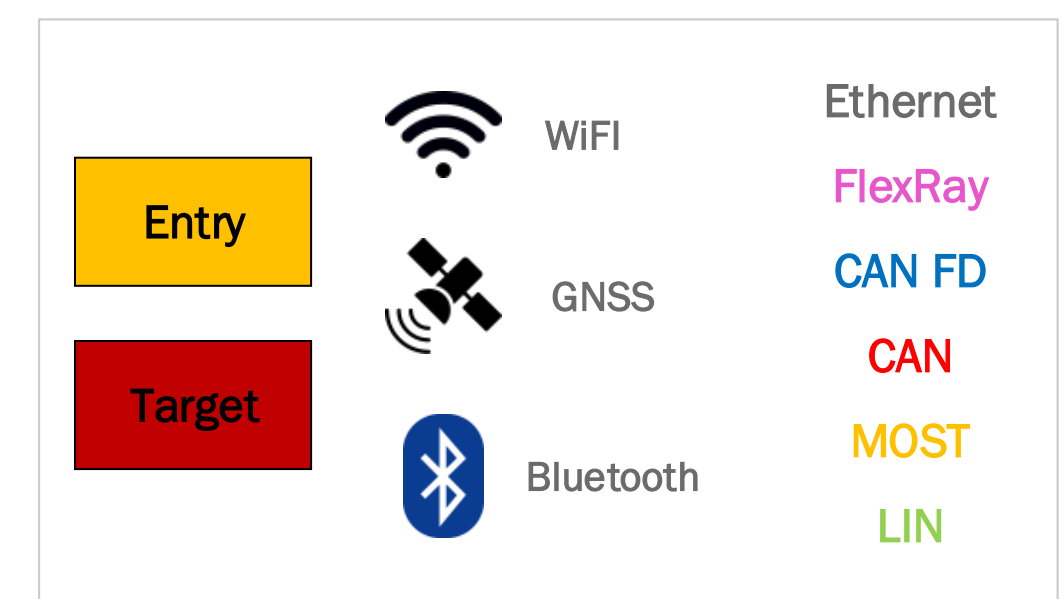 Entry
Target
WiFI
GNSS
Bluetooth
Ethernet
FlexRay
CAN FD
CAN
MOST
LIN